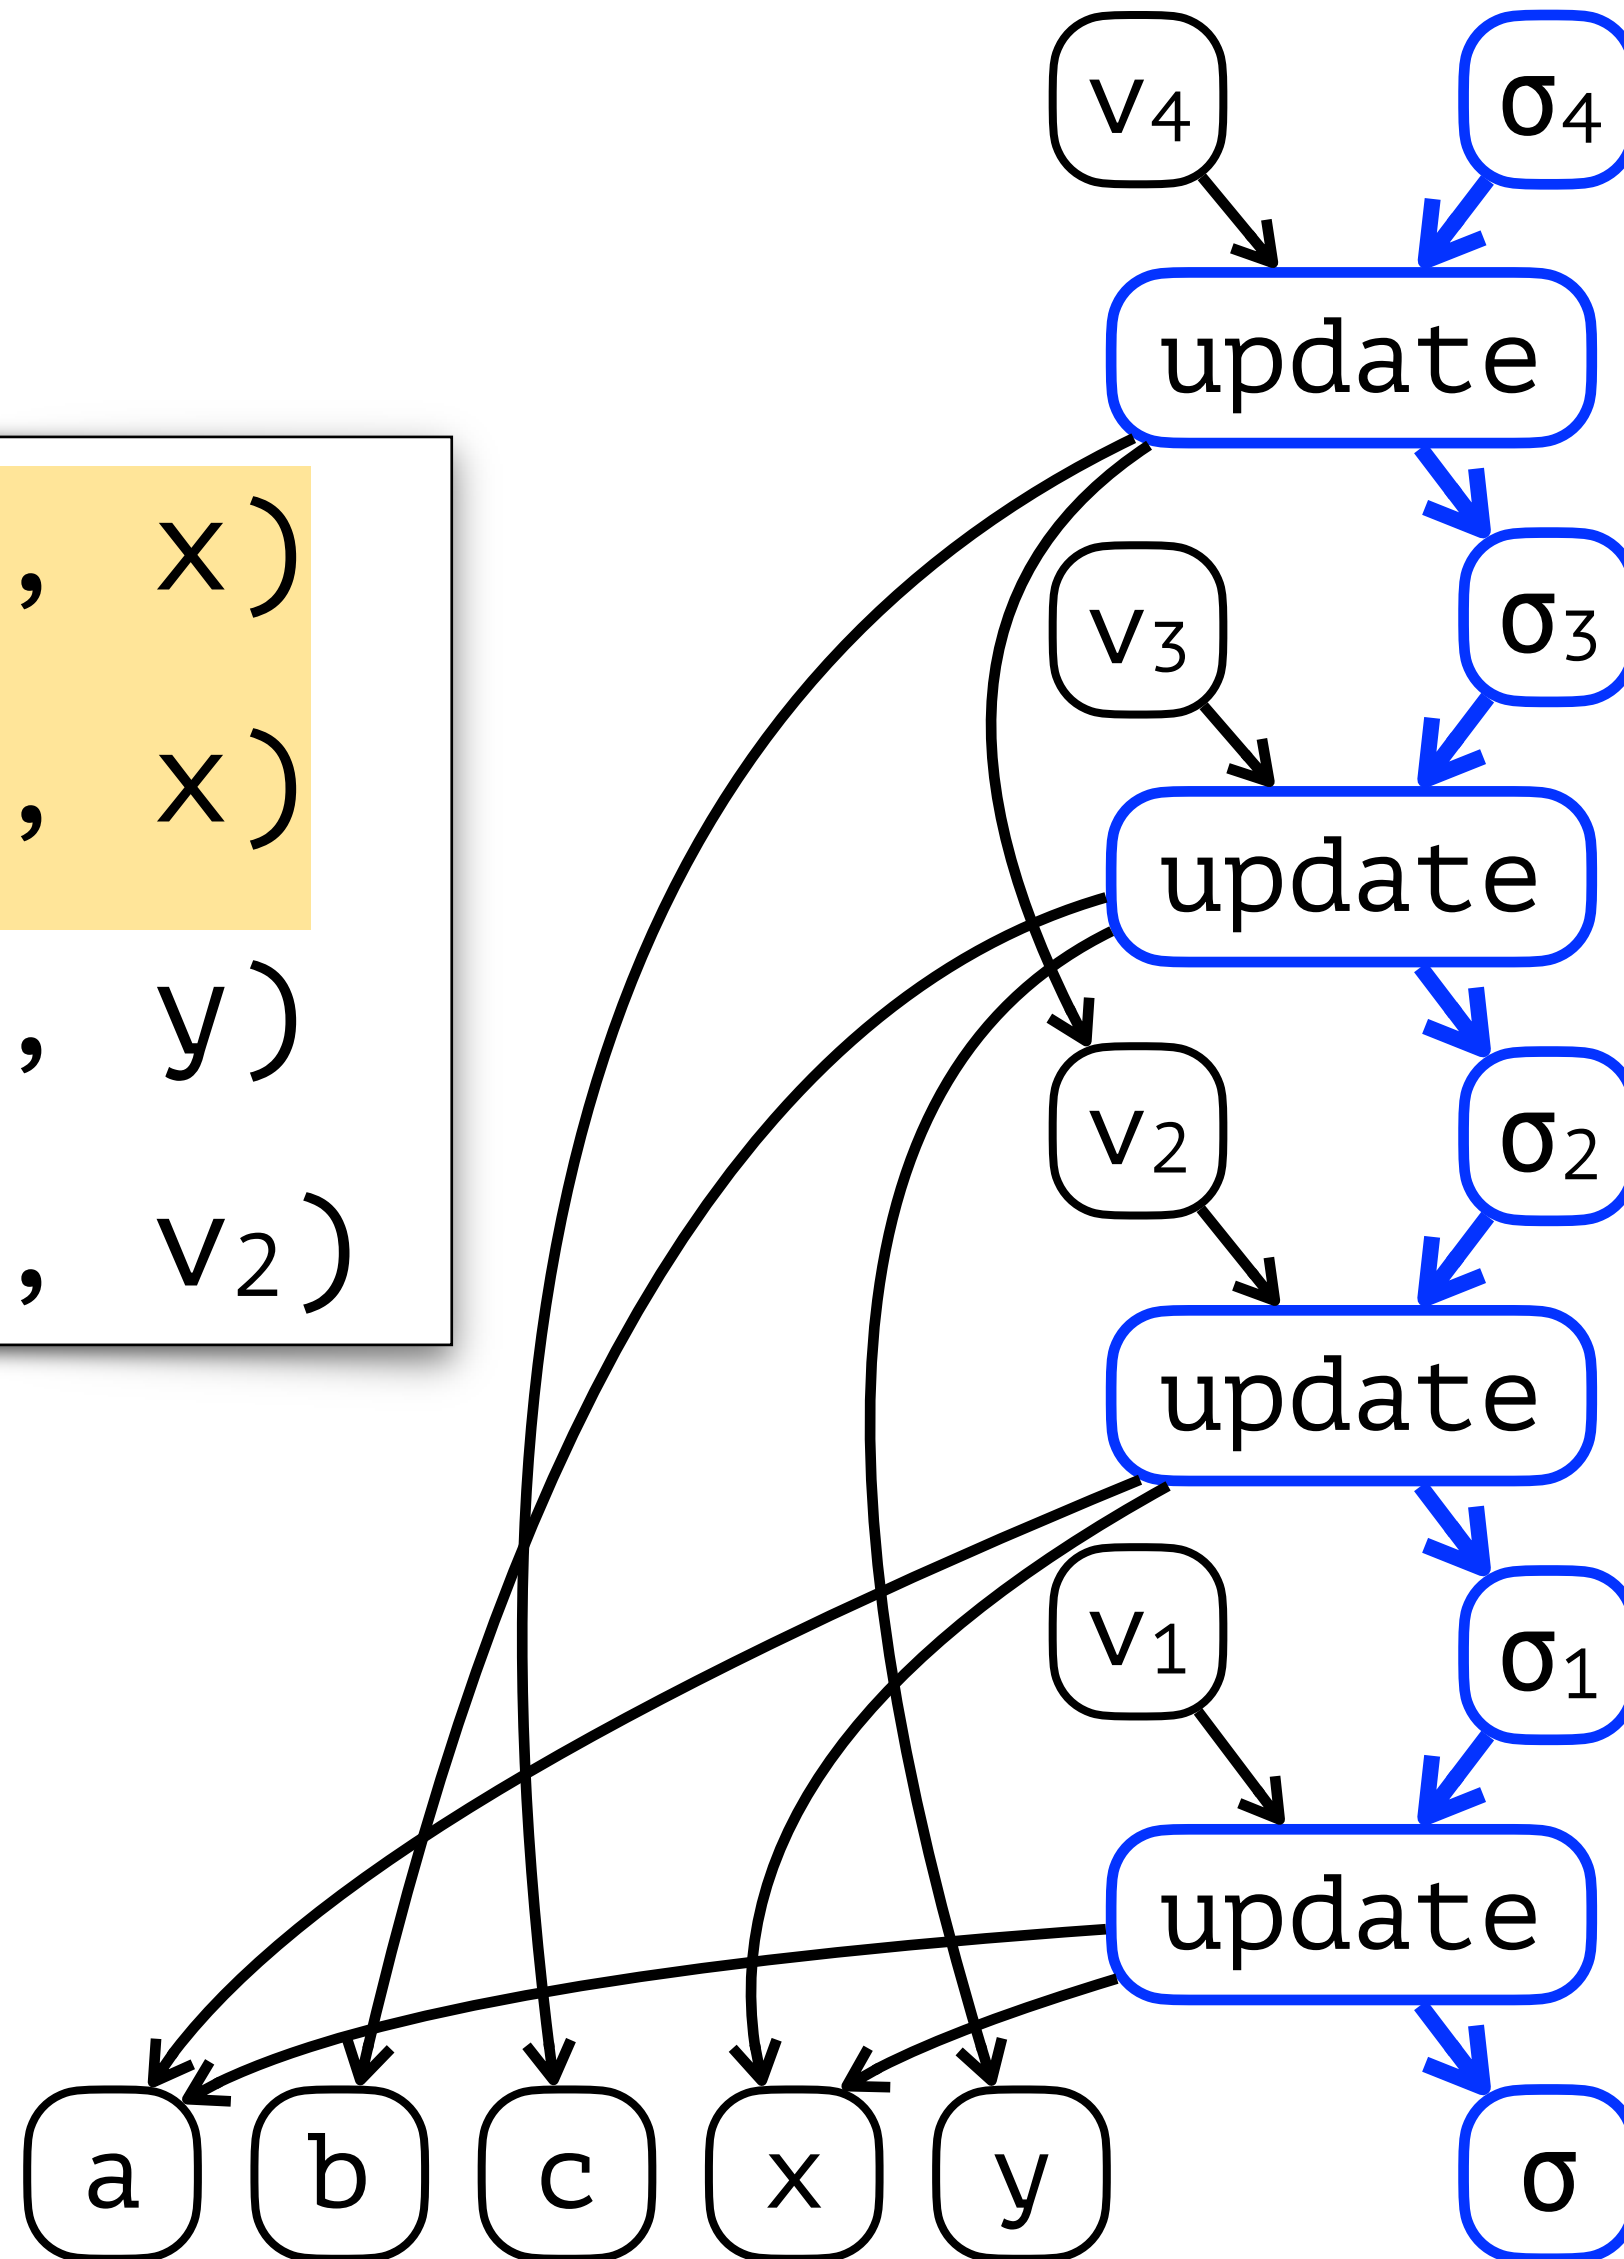 v4 σ4
update
, x)
v3 σ3
, x)
update
, y)
v2 σ2
, v2)
update
v1 σ1
update
a b c x y σ